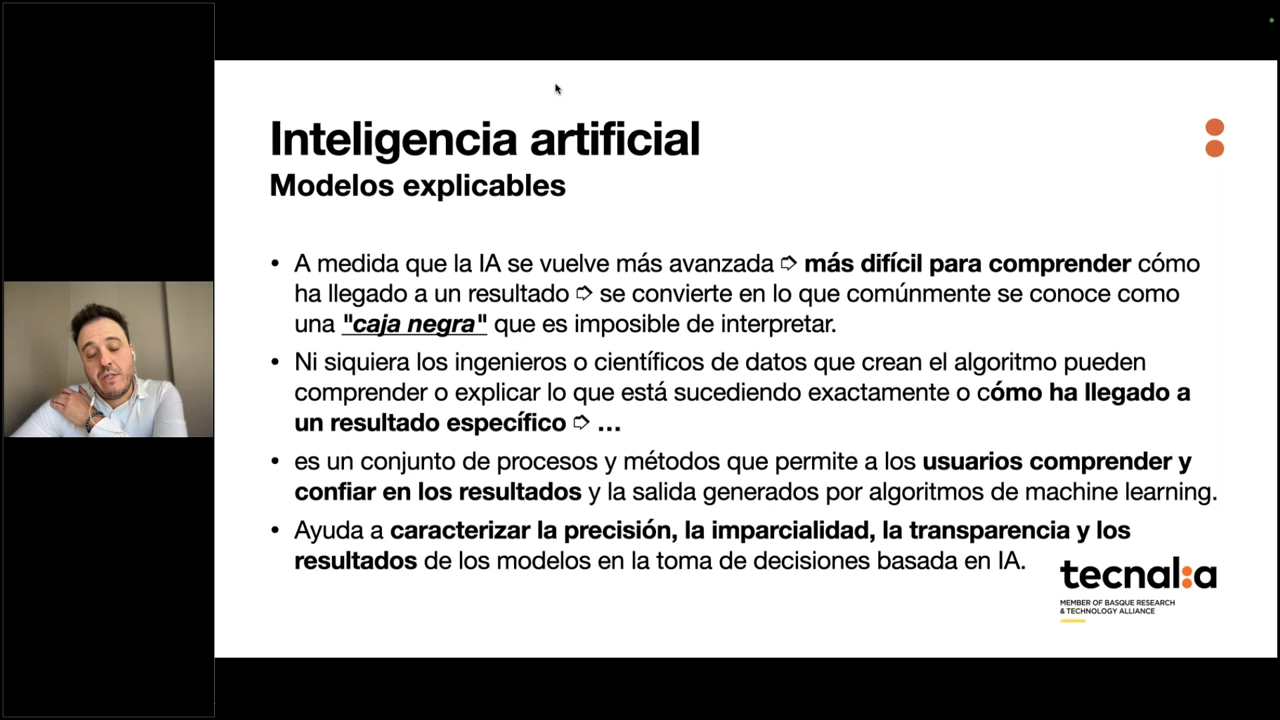 Inteligencia artificial
Modelos explicables
• A medida que la IA se vuelve más avanzada ➩ más difícil para comprender cómo
ha llegado a un resultado ➩ se convierte en lo que comúnmente se conoce como
una "caja negra" que es imposible de interpretar.
• Ni siquiera los ingenieros o científicos de datos que crean el algoritmo pueden
comprender o explicar lo que está sucediendo exactamente o cómo ha llegado a
un resultado específico ➩ ...
• es un conjunto de procesos y métodos que permite a los usuarios comprender y
confiar en los resultados y la salida generados por algoritmos de machine learning.
• Ayuda a caracterizar la precisión, la imparcialidad, la transparencia y los
resultados de los modelos en la toma de decisiones basada en IA.
tecnal:a
MEMBER OF BASQUE RESEARCH
& TECHNOLOGY ALLIANCE